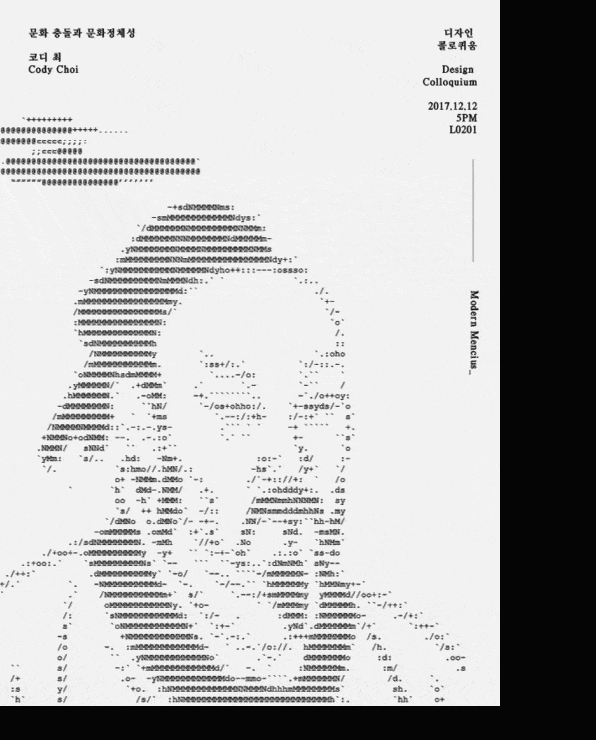 문화 충돌과 문화정체성
코디 최
Cody Choi
디자인
콜로퀴움
Design
Colloquium
2017.12.12
5PM
L0201
Modern Mencius_